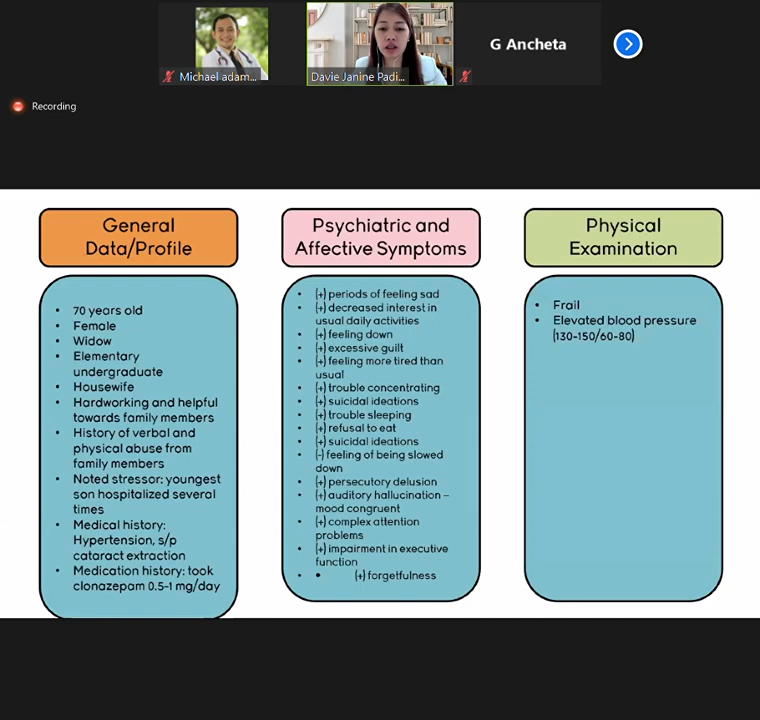 Michael adam...
Davie Janine Padi...
G Ancheta
Recording
General
Data/Profile
70 years old
Female
Widow
Elementary
undergraduate
Housewife
Hardworking and helpful
towards family members
History of verbal and
physical abuse from
family members
Noted stressor: youngest
son hospitalized several
times
Medical history:
Hypertension, s/p
cataract extraction
Medication history: took
clonazepam 0.5-1 mg/day
Psychiatric and
Affective Symptoms
(+) periods of feeling sad
(+) decreased interest in
usual daily activities
(+) feeling down
(+) excessive guilt
(+) feeling more tired than
usual
(+) trouble concentrating
(+) suicidal ideations
(+) trouble sleeping
(+) refusal to eat
(+) suicidal ideations
(-) feeling of being slowed
down
(+) persecutory delusion
(+) auditory hallucination –
mood congruent
(+) complex attention
problems
(+) impairment in executive
function
(+) forgetfulness
Physical
Examination
Frail
Elevated blood pressure
(130-150/60-80)